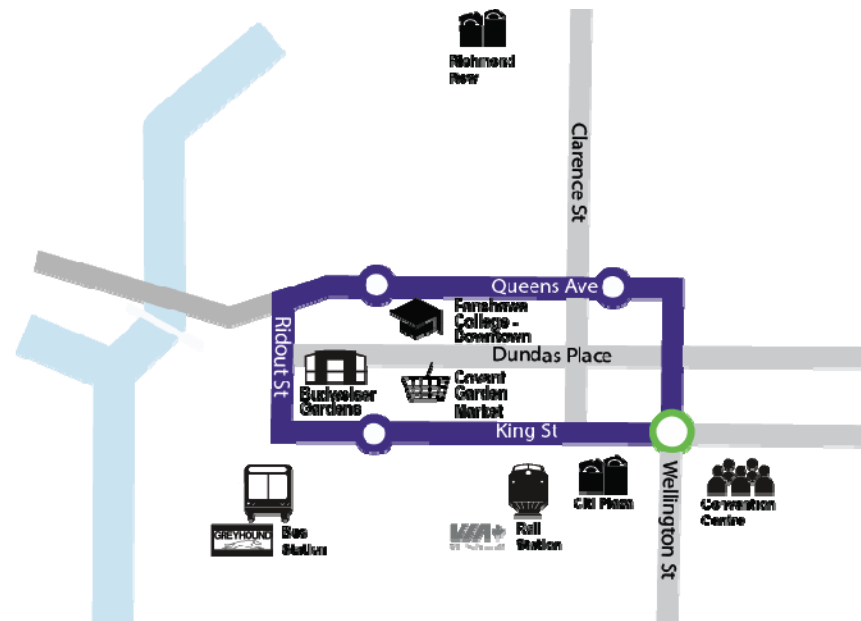 Richmond
Row
Clarence St
Queens Ave
Fanshawe
College -
Downtown
Ridout St
Dundas Place
Budweiser
Gardens
Covent
Garden
Market
King St
Wellington St
Citi Plaza
Convention
Centre
GREYHOUND
Bus
Station
VIA
Rail
Station